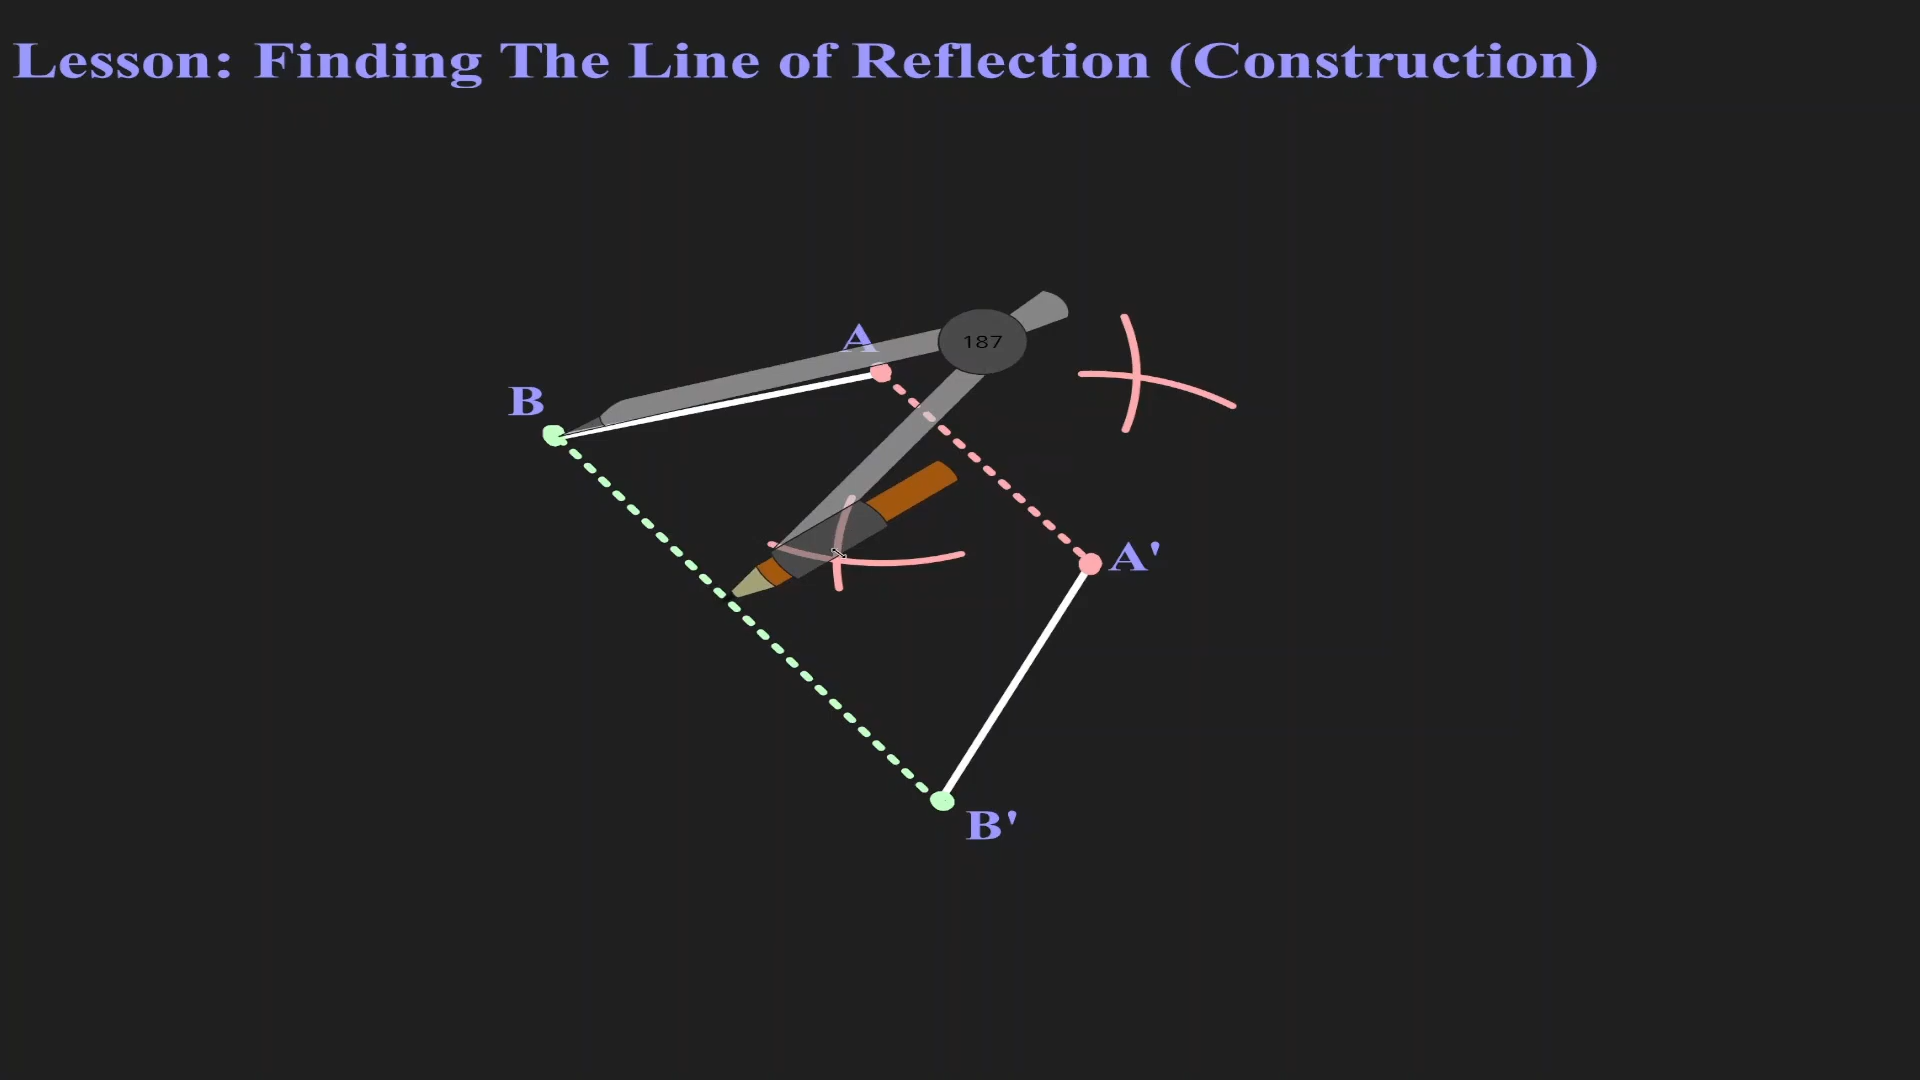 Lesson: Finding The Line of Reflection (Construction)
A
187
B
A'
B'